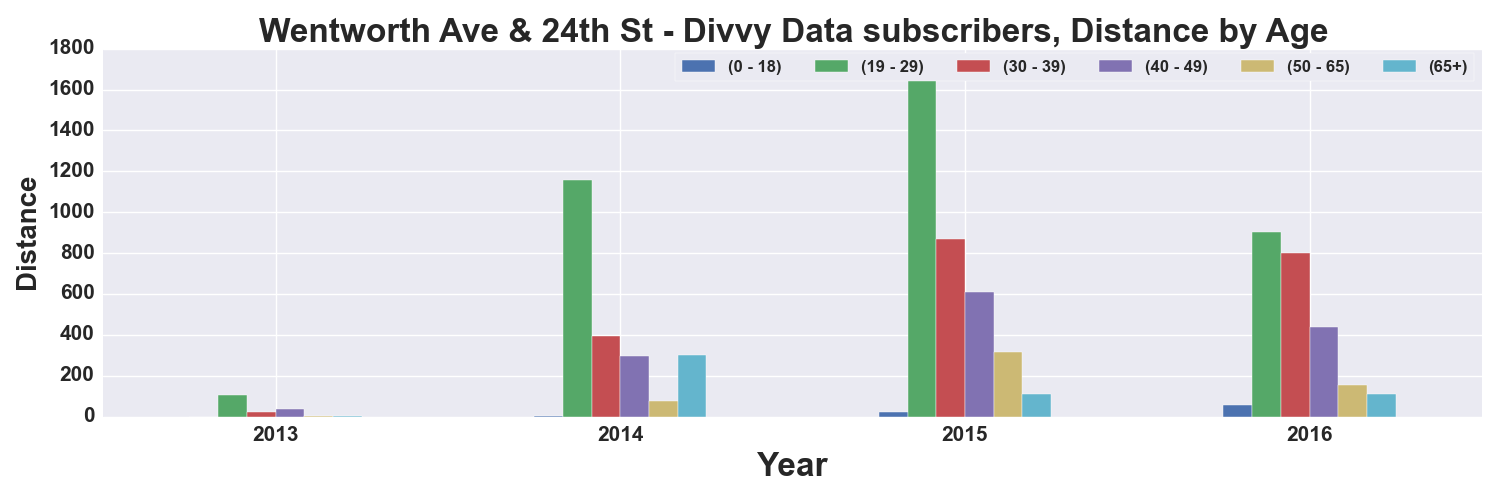 Wentworth Ave & 24th St - Divvy Data subscribers, Distance by Age
1800
1600
1400
1200
1000
800
600
400
200
0
Distance
(0 - 18) (19 - 29) (30 - 39) (40 - 49) (50 - 65) (65+)
2013 2014 2015 2016
Year